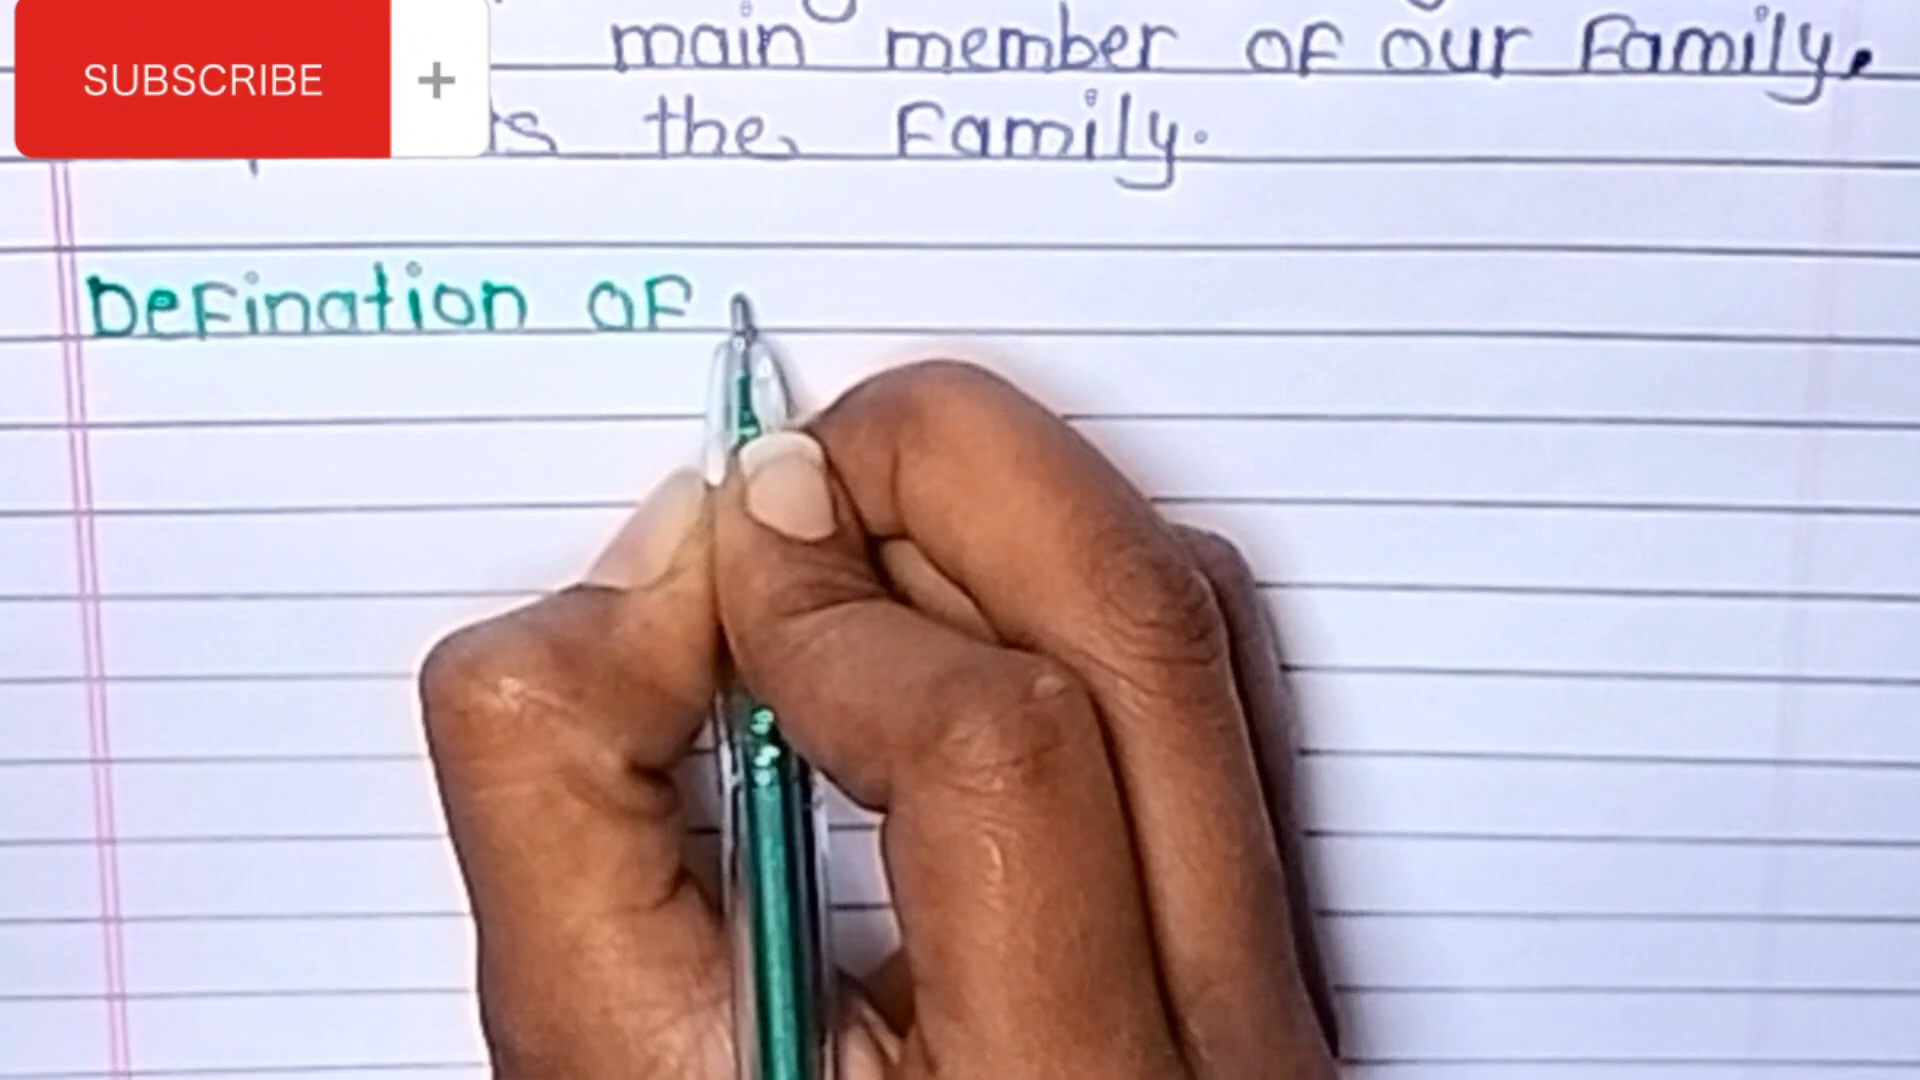 main member of our Family.
SUBSCRIBE +
the Family.
Defination of